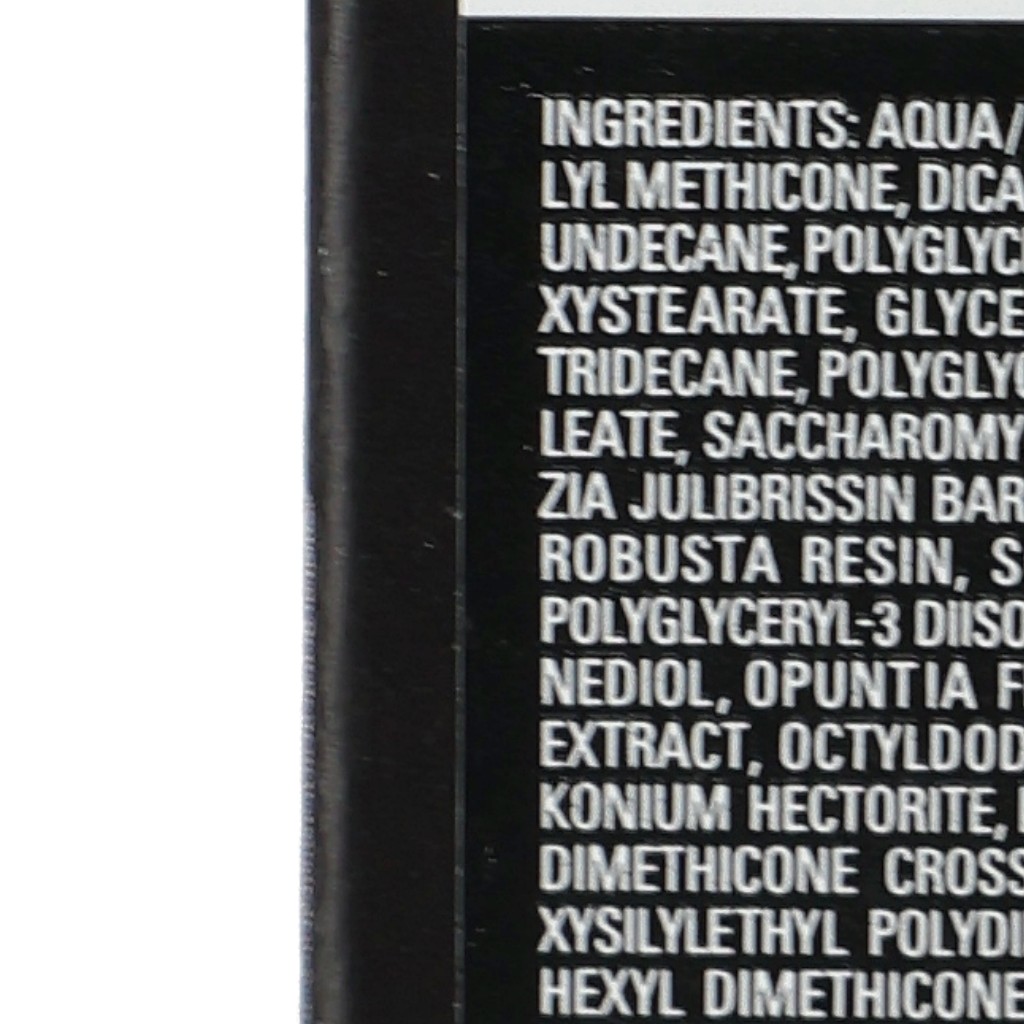 INGREDIENTS: AQUA/
LYL METHICONE, DICA
UNDECANE, POLYGLYC
XYSTEARATE, GLYCE
TRIDECANE, POLYGLY
LEATE, SACCHAROMY
ZIA JULIBRISSIN BAR
ROBUSTA RESIN, S
POLYGLYCERYL-3 DIISO
NEDIOL, OPUNTIA F
EXTRACT, OCTYLDOD
KONIUM HECTORITE,
DIMETHICONE CROSS
XYSILYLETHYL POLYDI
HEXYL DIMETHICONE